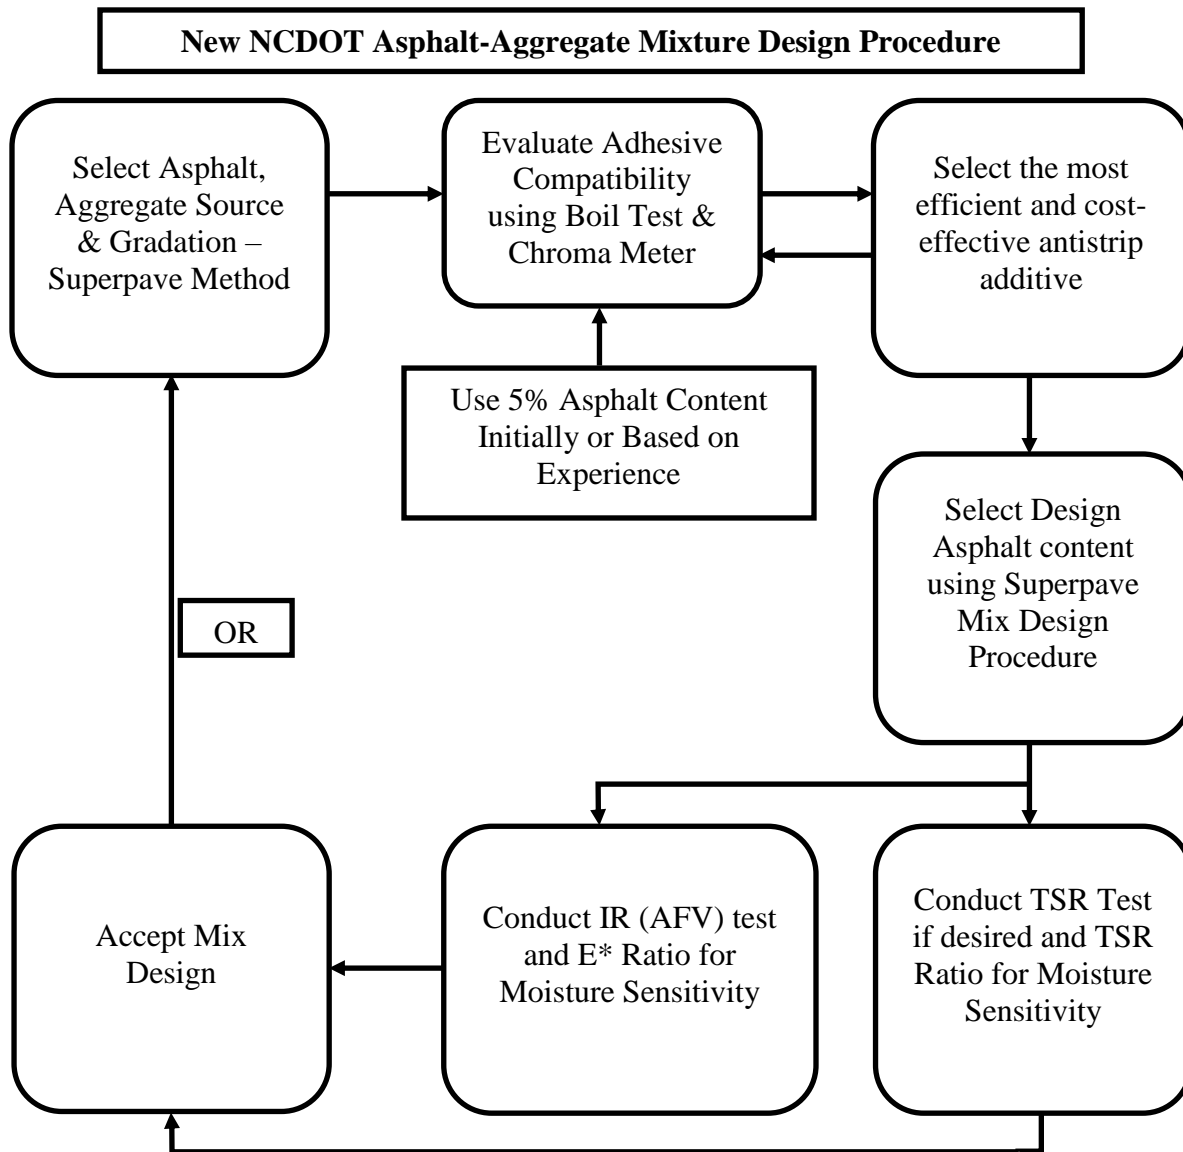 New NCDOT Asphalt-Aggregate Mixture Design Procedure
Select Asphalt,
Aggregate Source
& Gradation –
Superpave Method
Evaluate Adhesive
Compatibility
using Boil Test &
Chroma Meter
Select the most
efficient and cost-
effective antistrip
additive
Use 5% Asphalt Content
Initially or Based on
Experience
Select Design
Asphalt content
using Superpave
Mix Design
Procedure
OR
Accept Mix
Design
Conduct IR (AFV) test
and E* Ratio for
Moisture Sensitivity
Conduct TSR Test
if desired and TSR
Ratio for Moisture
Sensitivity